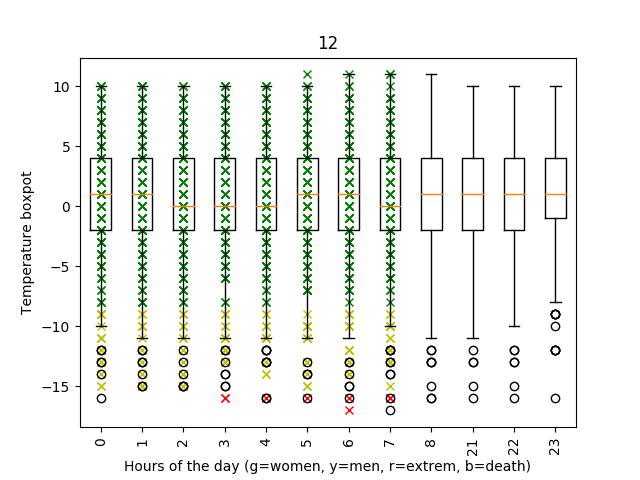 12
10
5
0
−5
−10
−15
Temperature boxpot
0 1 2 3 4 5 6 7 8 21 22 23
Hours of the day (g=women, y=men, r=extrem, b=death)